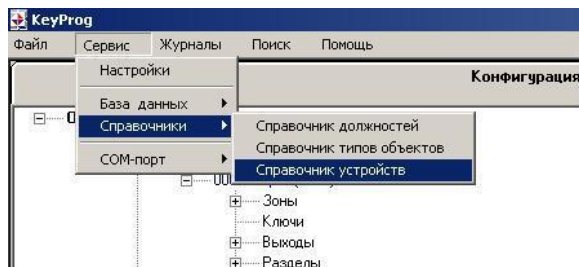 KeyProg
Файл Сервис Журналы Поиск Помощь
Настройки
Конфигурация
База данных
Справочники
Справочник должностей
Справочник типов объектов
COM-порт
Справочник устройств
Зоны
Ключи
Выходы
Разделы